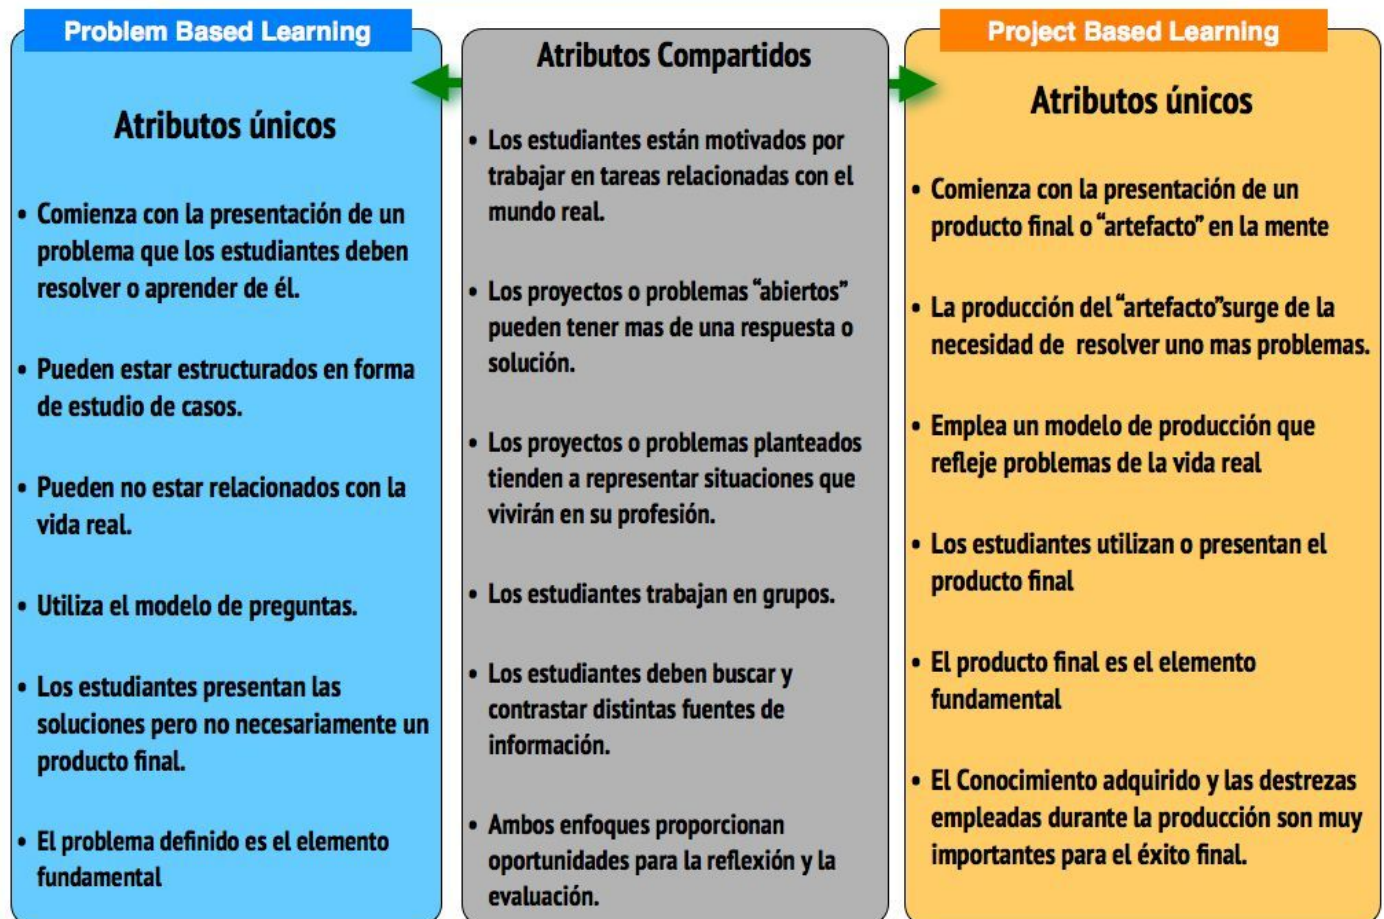 Problem Based Learning
Atributos únicos
• Comienza con la presentación de un
problema que los estudiantes deben
resolver o aprender de él.
• Pueden estar estructurados en forma
de estudio de casos.
• Pueden no estar relacionados con la
vida real.
• Utiliza el modelo de preguntas.
• Los estudiantes presentan las
soluciones pero no necesariamente un
producto final.
• El problema definido es el elemento
fundamental
Atributos Compartidos
• Los estudiantes están motivados por
trabajar en tareas relacionadas con el
mundo real.
• Los proyectos o problemas “abiertos”
pueden tener mas de una respuesta o
solución.
• Los proyectos o problemas planteados
tienden a representar situaciones que
vivirán en su profesión.
• Los estudiantes trabajan en grupos.
• Los estudiantes deben buscar y
contrastar distintas fuentes de
información.
• Ambos enfoques proporcionan
oportunidades para la reflexión y la
evaluación.
Project Based Learning
Atributos únicos
• Comienza con la presentación de un
producto final o “artefacto” en la mente
• La producción del “artefacto”surge de la
necesidad de resolver uno mas problemas.
• Emplea un modelo de producción que
refleje problemas de la vida real
• Los estudiantes utilizan o presentan el
producto final
• El producto final es el elemento
fundamental
• El Conocimiento adquirido y las destrezas
empleadas durante la producción son muy
importantes para el éxito final.